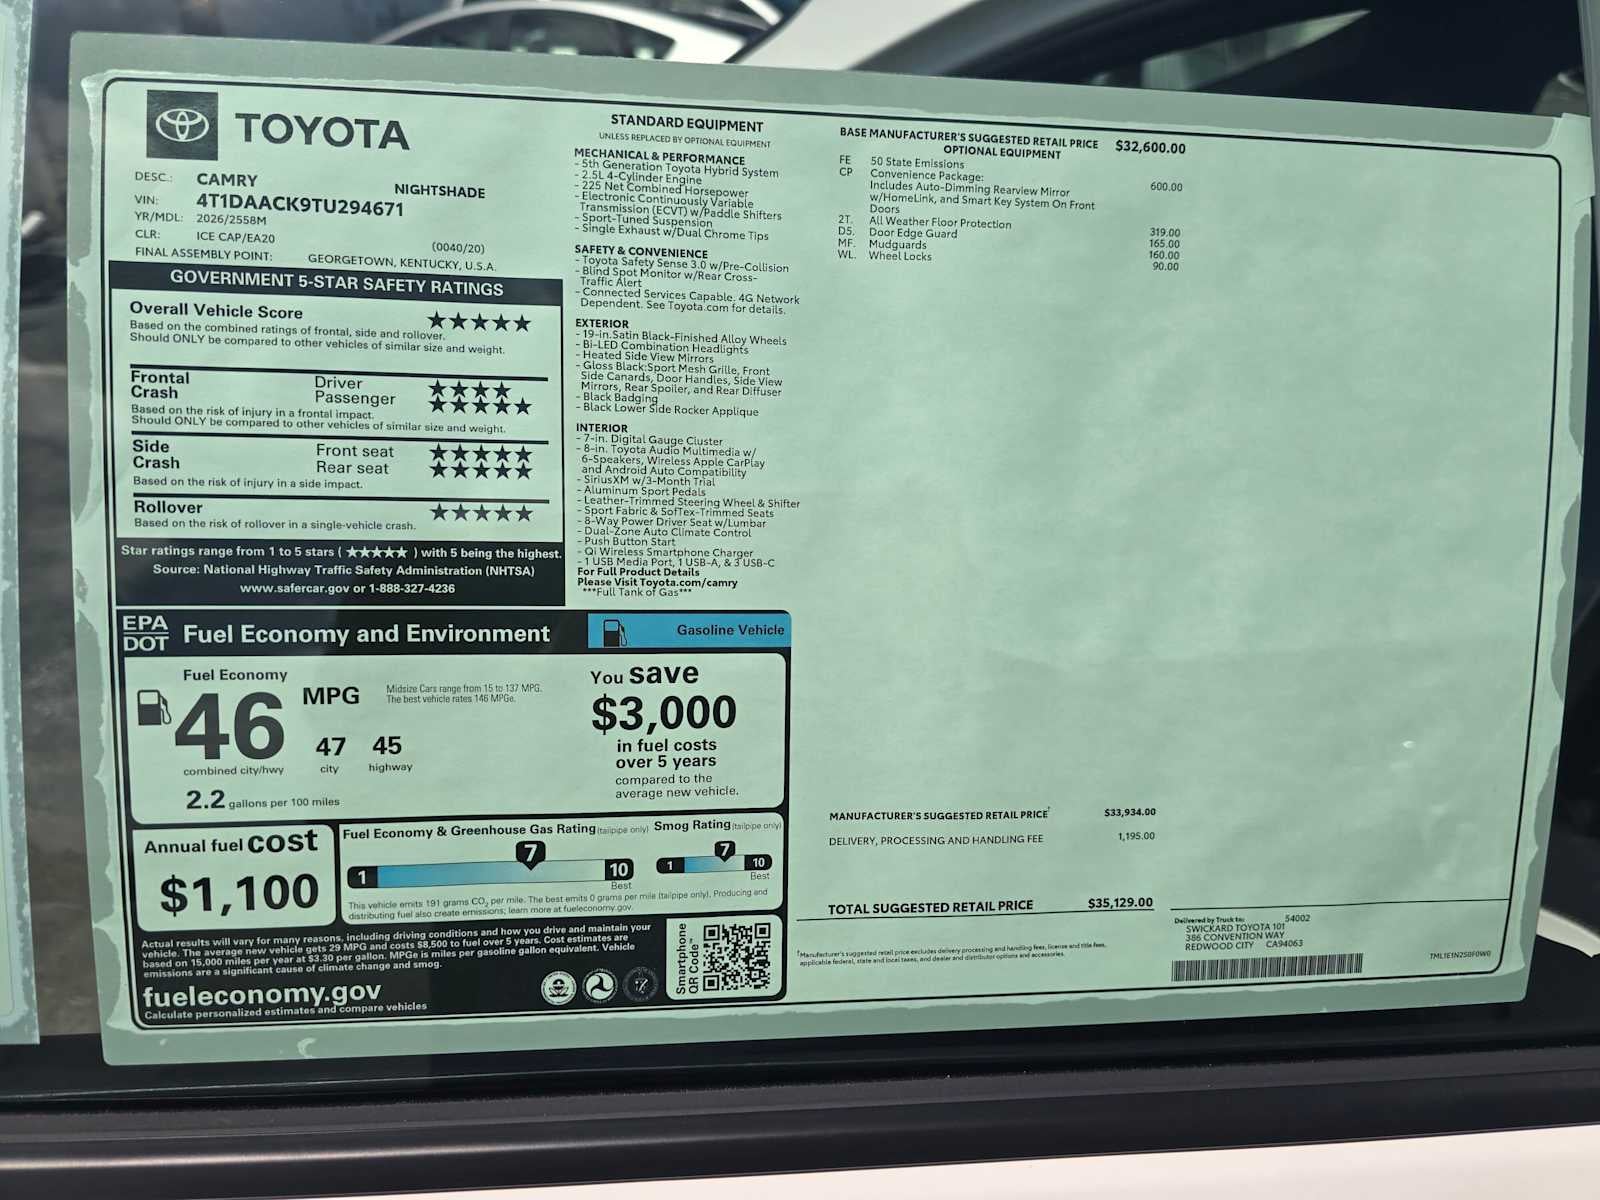 TOYOTA
DESC.: CAMRY NIGHTSHADE
VIN: 4T1DAACK9TU294671
YR/MDL: 2026/2558M
CLR: ICE CAP/EA20 (0040/20)
FINAL ASSEMBLY POINT: GEORGETOWN, KENTUCKY, U.S.A.
GOVERNMENT 5-STAR SAFETY RATINGS
Overall Vehicle Score ★★★★★
Based on the combined ratings of frontal, side and rollover.
Should ONLY be compared to other vehicles of similar size and weight.
Frontal Driver ★★★★
Crash Passenger ★★★★★
Based on the risk of injury in a frontal impact.
Should ONLY be compared to other vehicles of similar size and weight.
Side Front seat ★★★★★
Crash Rear seat ★★★★★
Based on the risk of injury in a side impact.
Rollover ★★★★★
Based on the risk of rollover in a single-vehicle crash.
Star ratings range from 1 to 5 stars (★★★★★) with 5 being the highest.
Source: National Highway Traffic Safety Administration (NHTSA)
www.safercar.gov or 1-888-327-4236
STANDARD EQUIPMENT
UNLESS REPLACED BY OPTIONAL EQUIPMENT
MECHANICAL & PERFORMANCE
- 5th Generation Toyota Hybrid System
- 2.5L 4-Cylinder Engine
- 225 Net Combined Horsepower
- Electronic Continuously Variable
Transmission (ECVT) w/Paddle Shifters
- Sport-Tuned Suspension
- Single Exhaust w/Dual Chrome Tips
SAFETY & CONVENIENCE
- Toyota Safety Sense 3.0 w/Pre-Collision
- Blind Spot Monitor w/Rear Cross-
Traffic Alert
- Connected Services Capable. 4G Network
Dependent. See Toyota.com for details.
EXTERIOR
- 19-in.Satin Black-Finished Alloy Wheels
- Bi-LED Combination Headlights
- Heated Side View Mirrors
- Gloss Black:Sport Mesh Grille, Front
Side Canards, Door Handles, Side View
Mirrors, Rear Spoiler, and Rear Diffuser
- Black Badging
- Black Lower Side Rocker Applique
INTERIOR
- 7-in. Digital Gauge Cluster
- 8-in. Toyota Audio Multimedia w/
6-Speakers, Wireless Apple CarPlay
and Android Auto Compatibility
- SiriusXM w/3-Month Trial
- Aluminum Sport Pedals
- Leather-Trimmed Steering Wheel & Shifter
- Sport Fabric & SofTex-Trimmed Seats
- 8-Way Power Driver Seat w/Lumbar
- Dual-Zone Auto Climate Control
- Push Button Start
- Qi Wireless Smartphone Charger
- 1 USB Media Port, 1 USB-A, & 3 USB-C
For Full Product Details
Please Visit Toyota.com/camry
***Full Tank of Gas***
BASE MANUFACTURER'S SUGGESTED RETAIL PRICE $32,600.00
OPTIONAL EQUIPMENT
FE 50 State Emissions
CP Convenience Package: 600.00
Includes Auto-Dimming Rearview Mirror
w/HomeLink, and Smart Key System On Front
Doors
2T. All Weather Floor Protection 319.00
D5. Door Edge Guard 165.00
MF. Mudguards 160.00
WL. Wheel Locks 90.00
MANUFACTURER'S SUGGESTED RETAIL PRICE† $33,934.00
DELIVERY, PROCESSING AND HANDLING FEE 1,195.00
TOTAL SUGGESTED RETAIL PRICE $35,129.00
†Manufacturer's suggested retail price excludes delivery processing and handling fees, license and title fees,
applicable federal, state and local taxes, and dealer and distributor options and accessories.
Delivered by Truck to: 54002
SWICKARD TOYOTA 101
386 CONVENTION WAY
REDWOOD CITY CA94063
TML1E1N2S0F0W0
EPA
DOT
Fuel Economy and Environment
Gasoline Vehicle
Fuel Economy
46 MPG
combined city/hwy
47 city
45 highway
2.2 gallons per 100 miles
Midsize Cars range from 15 to 137 MPG.
The best vehicle rates 146 MPGe.
You save
$3,000
in fuel costs
over 5 years
compared to the
average new vehicle.
Annual fuel cost
$1,100
Fuel Economy & Greenhouse Gas Rating (tailpipe only)
1 7 10
Best
Smog Rating (tailpipe only)
1 7 10
Best
This vehicle emits 191 grams CO2 per mile. The best emits 0 grams per mile (tailpipe only). Producing and
distributing fuel also create emissions; learn more at fueleconomy.gov.
Actual results will vary for many reasons, including driving conditions and how you drive and maintain your
vehicle. The average new vehicle gets 29 MPG and costs $8,500 to fuel over 5 years. Cost estimates are
based on 15,000 miles per year at $3.30 per gallon. MPGe is miles per gasoline gallon equivalent. Vehicle
emissions are a significant cause of climate change and smog.
fueleconomy.gov
Calculate personalized estimates and compare vehicles
Smartphone
QR Code™